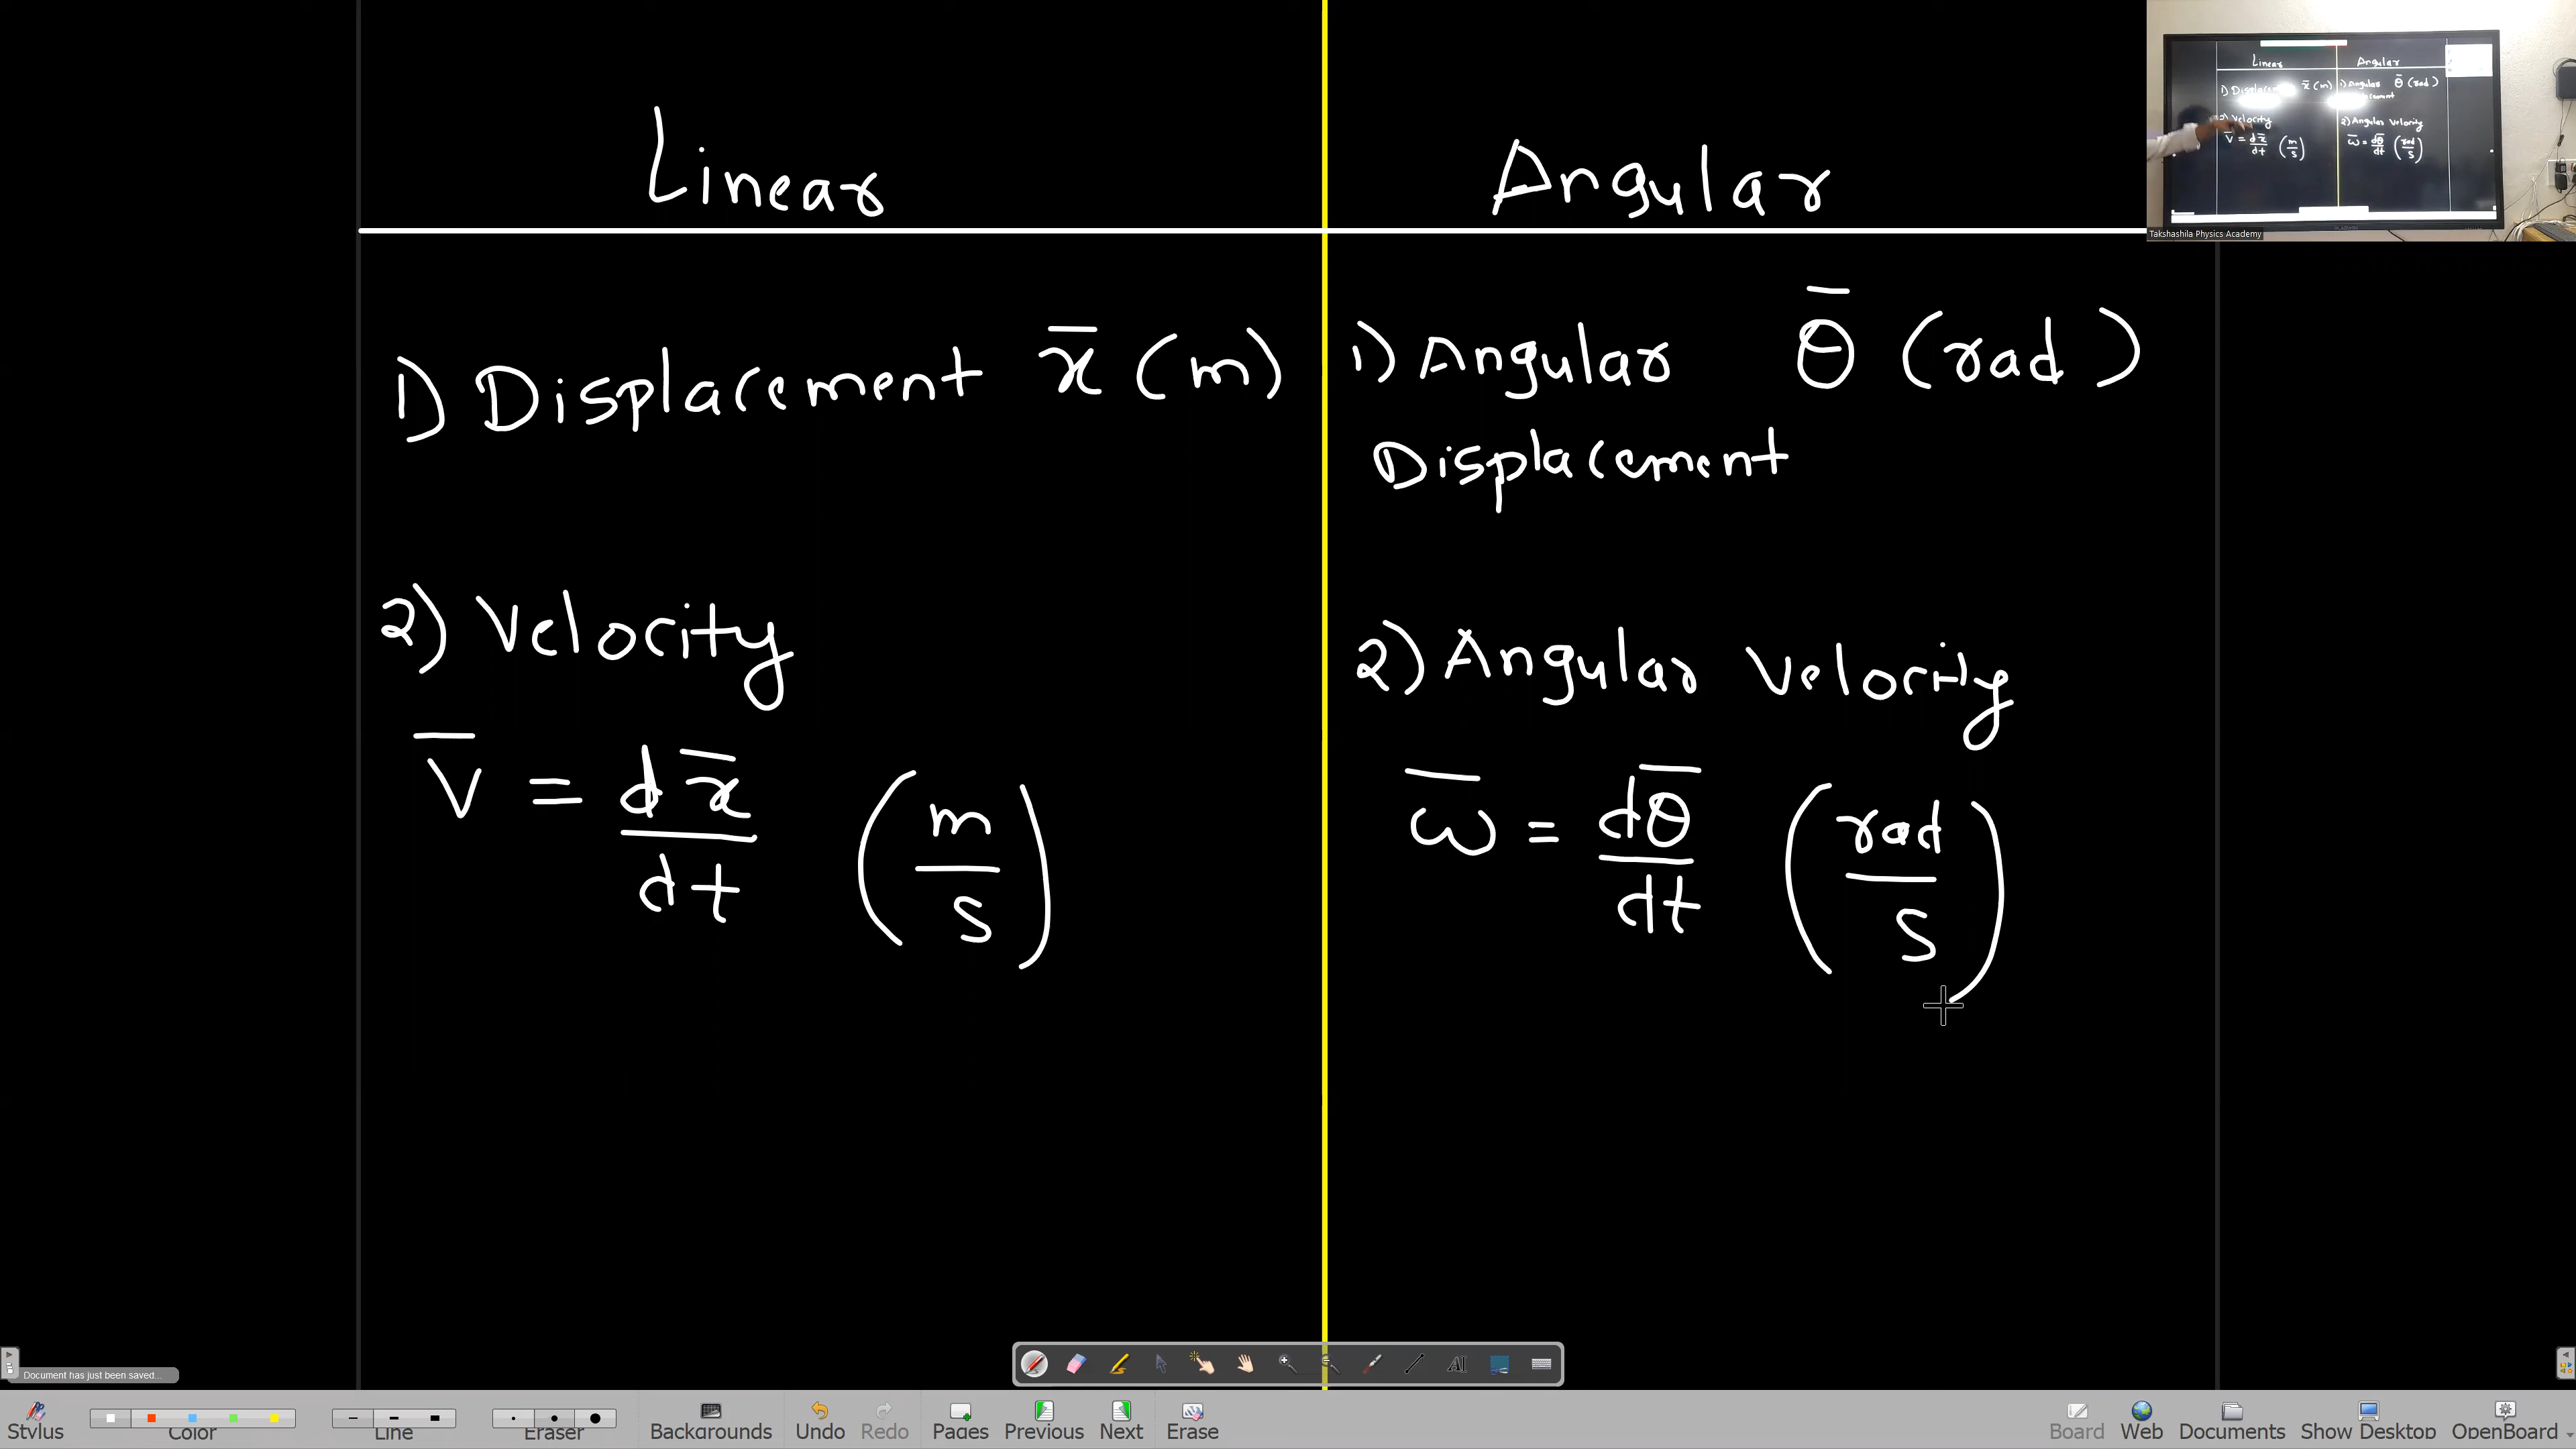 Linear
Angular
Takshashila Physics Academy
1) Displacement x̅ (m)
1) Angular θ̅ (rad)
Displacement
2) Velocity
V̅ = dx̅/dt (m/s)
2) Angular Velocity
ω̅ = dθ̅/dt (rad/s)
Document has just been saved...
Stylus Color Line Eraser Backgrounds Undo Redo Pages Previous Next Erase Board Web Documents Show Desktop OpenBoard